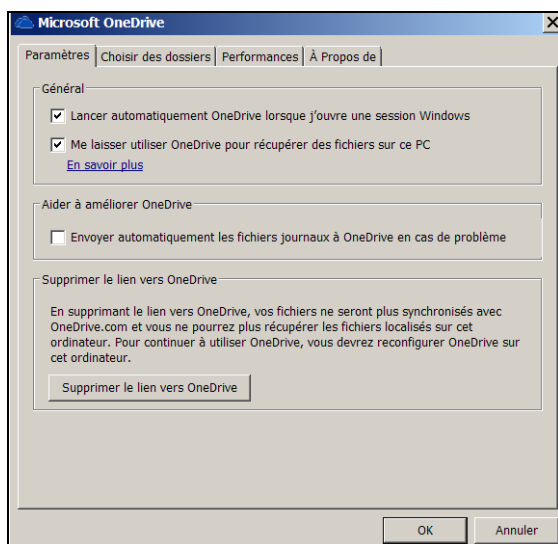 Microsoft OneDrive
Paramètres
Choisir des dossiers
Performances
À Propos de
Général
Lancer automatiquement OneDrive lorsque j'ouvre une session Windows
Me laisser utiliser OneDrive pour récupérer des fichiers sur ce PC
En savoir plus
Aider à améliorer OneDrive
Envoyer automatiquement les fichiers journaux à OneDrive en cas de problème
Supprimer le lien vers OneDrive
En supprimant le lien vers OneDrive, vos fichiers ne seront plus synchronisés avec
OneDrive.com et vous ne pourrez plus récupérer les fichiers localisés sur cet
ordinateur. Pour continuer à utiliser OneDrive, vous devrez reconfigurer OneDrive sur
cet ordinateur.
Supprimer le lien vers OneDrive
OK
Annuler